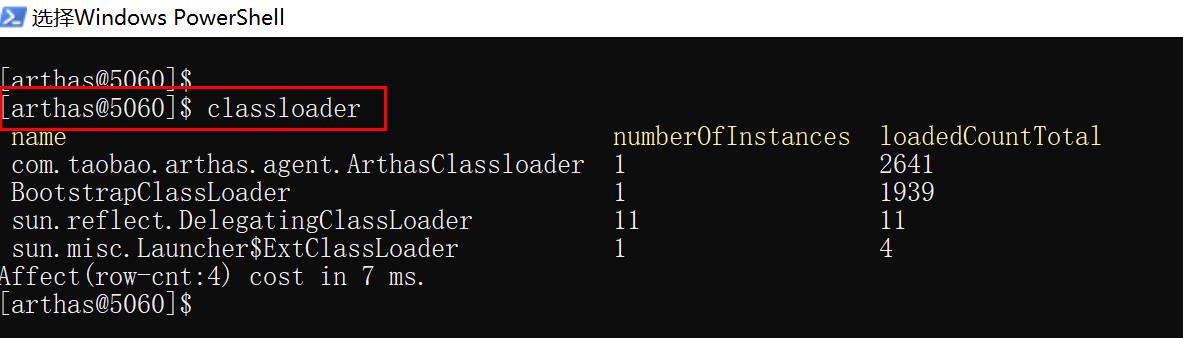 选择Windows PowerShell
[arthas@5060]$
[arthas@5060]$ classloader
name numberOfInstances loadedCountTotal
com.taobao.arthas.agent.ArthasClassloader 1 2641
BootstrapClassLoader 1 1939
sun.reflect.DelegatingClassLoader 11 11
sun.misc.Launcher$ExtClassLoader 1 4
Affect(row-cnt:4) cost in 7 ms.
[arthas@5060]$